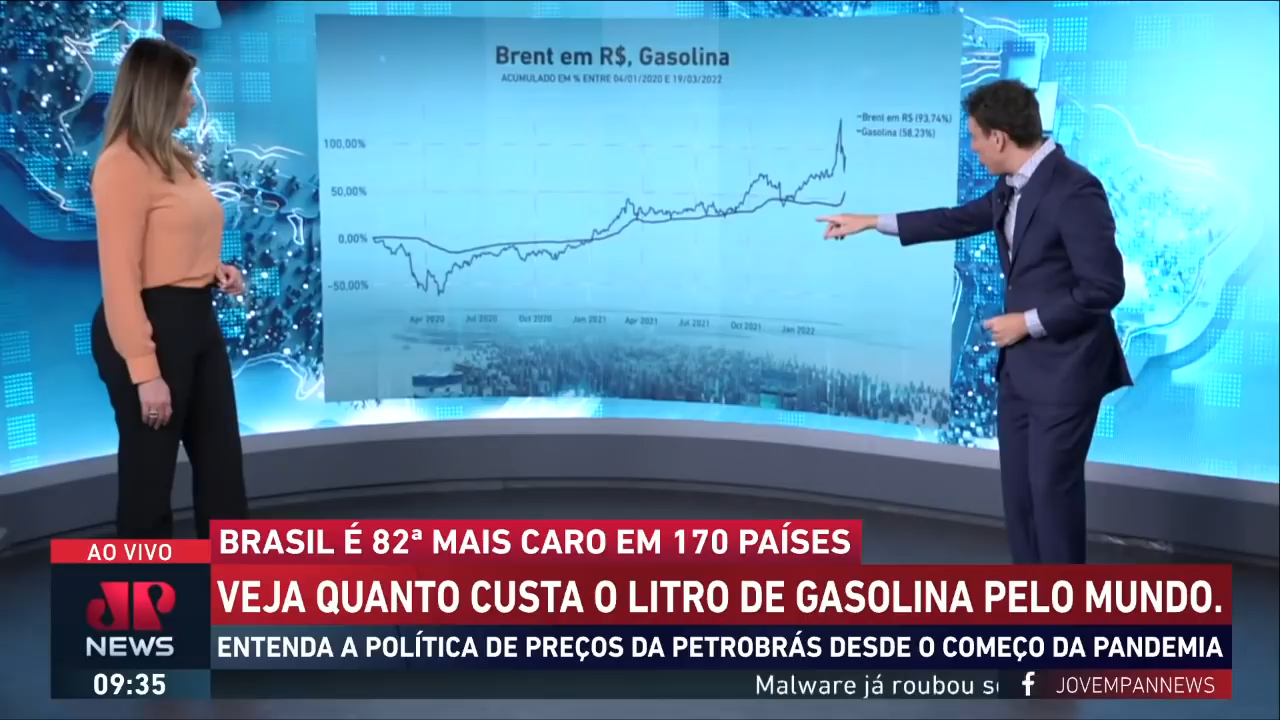 Brent em R$, Gasolina
ACUMULADO EM % ENTRE 04/01/2020 E 19/03/2022
Brent em R$ (93,74%)
Gasolina (58,23%)
100,00%
50,00%
0,00%
-50,00%
Apr 2020 Jul 2020 Oct 2020 Jan 2021 Apr 2021 Jul 2021 Oct 2021 Jan 2022
BRASIL É 82ª MAIS CARO EM 170 PAÍSES
AO VIVO
VEJA QUANTO CUSTA O LITRO DE GASOLINA PELO MUNDO.
JP
NEWS
ENTENDA A POLÍTICA DE PREÇOS DA PETROBRÁS DESDE O COMEÇO DA PANDEMIA
09:35
Malware já roubou
f JOVEMPANNEWS